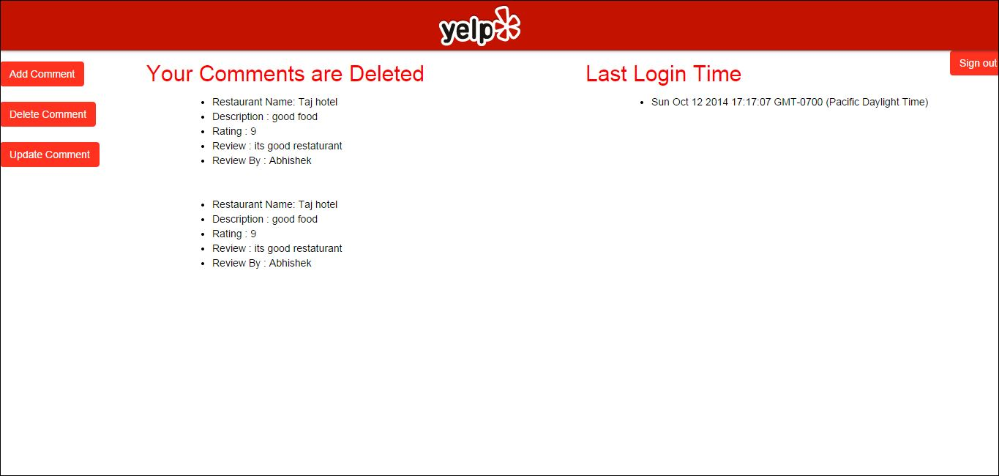 yelp
Sign out
Add Comment
Delete Comment
Update Comment
Your Comments are Deleted
Restaurant Name: Taj hotel
Description : good food
Rating : 9
Review : its good restaturant
Review By : Abhishek
Restaurant Name: Taj hotel
Description : good food
Rating : 9
Review : its good restaturant
Review By : Abhishek
Last Login Time
Sun Oct 12 2014 17:17:07 GMT-0700 (Pacific Daylight Time)